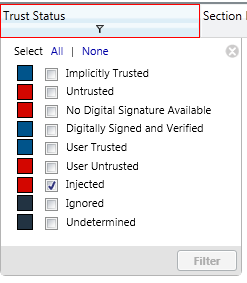 Trust Status Section
Select All | None
Implicitly Trusted
Untrusted
No Digital Signature Available
Digitally Signed and Verified
User Trusted
User Untrusted
Injected
Ignored
Undetermined
Filter